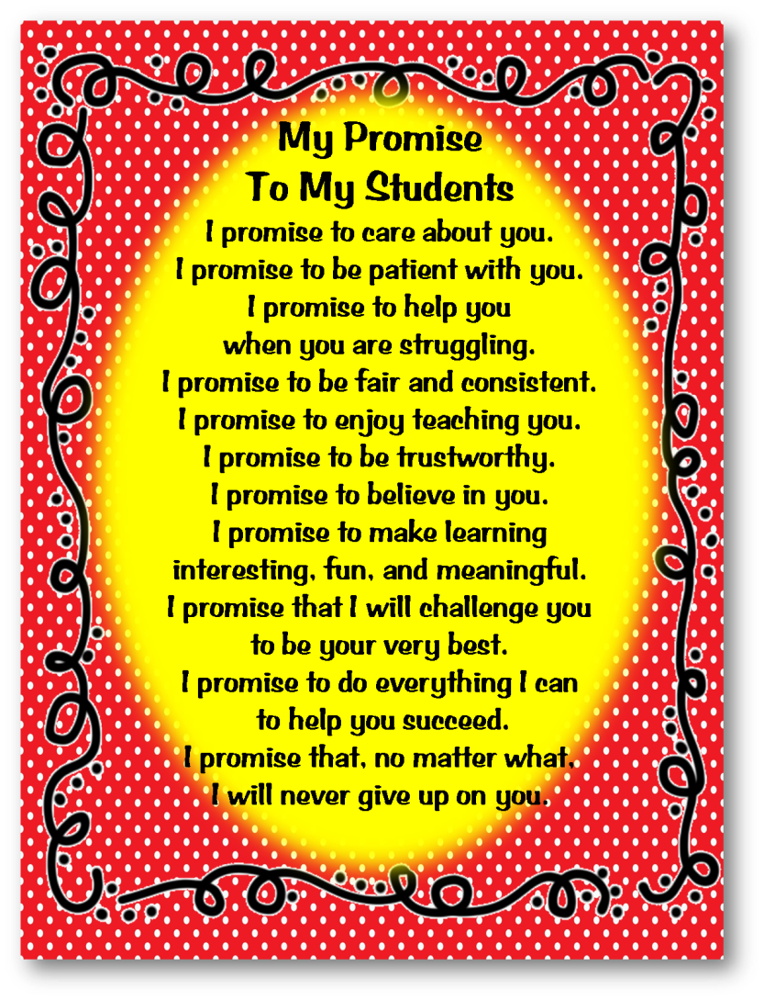 My Promise
To My Students
I promise to care about you.
I promise to be patient with you.
I promise to help you
when you are struggling.
I promise to be fair and consistent.
I promise to enjoy teaching you.
I promise to be trustworthy.
I promise to believe in you.
I promise to make learning
interesting, fun, and meaningful.
I promise that I will challenge you
to be your very best.
I promise to do everything I can
to help you succeed.
I promise that, no matter what,
I will never give up on you.